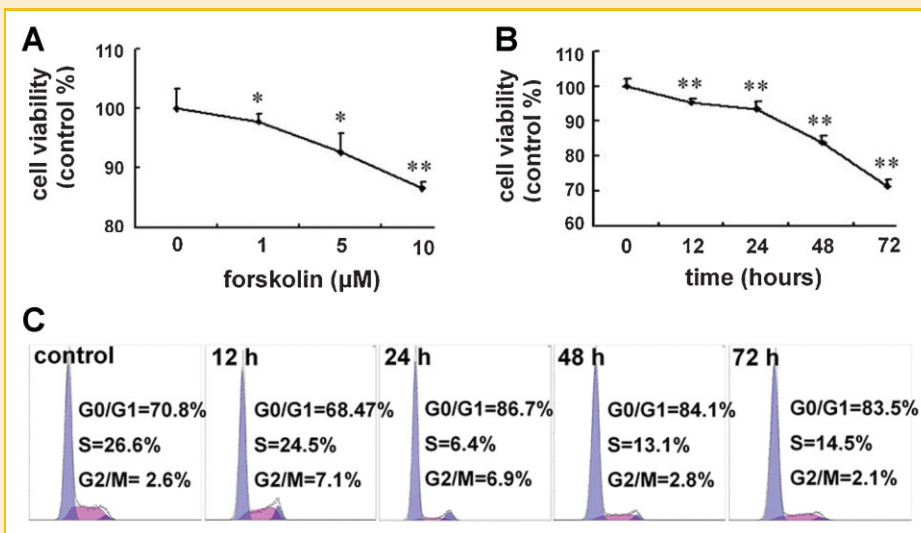 A
cell viability
(control %)
110
100
90
80
*
*
**
0 1 5 10
forskolin (µM)
B
cell viability
(control %)
110
100
90
80
70
60
**
**
**
**
0 12 24 48 72
time (hours)
C
control
G0/G1=70.8%
S=26.6%
G2/M= 2.6%
12 h
G0/G1=68.47%
S=24.5%
G2/M=7.1%
24 h
G0/G1=86.7%
S=6.4%
G2/M=6.9%
48 h
G0/G1=84.1%
S=13.1%
G2/M=2.8%
72 h
G0/G1=83.5%
S=14.5%
G2/M=2.1%